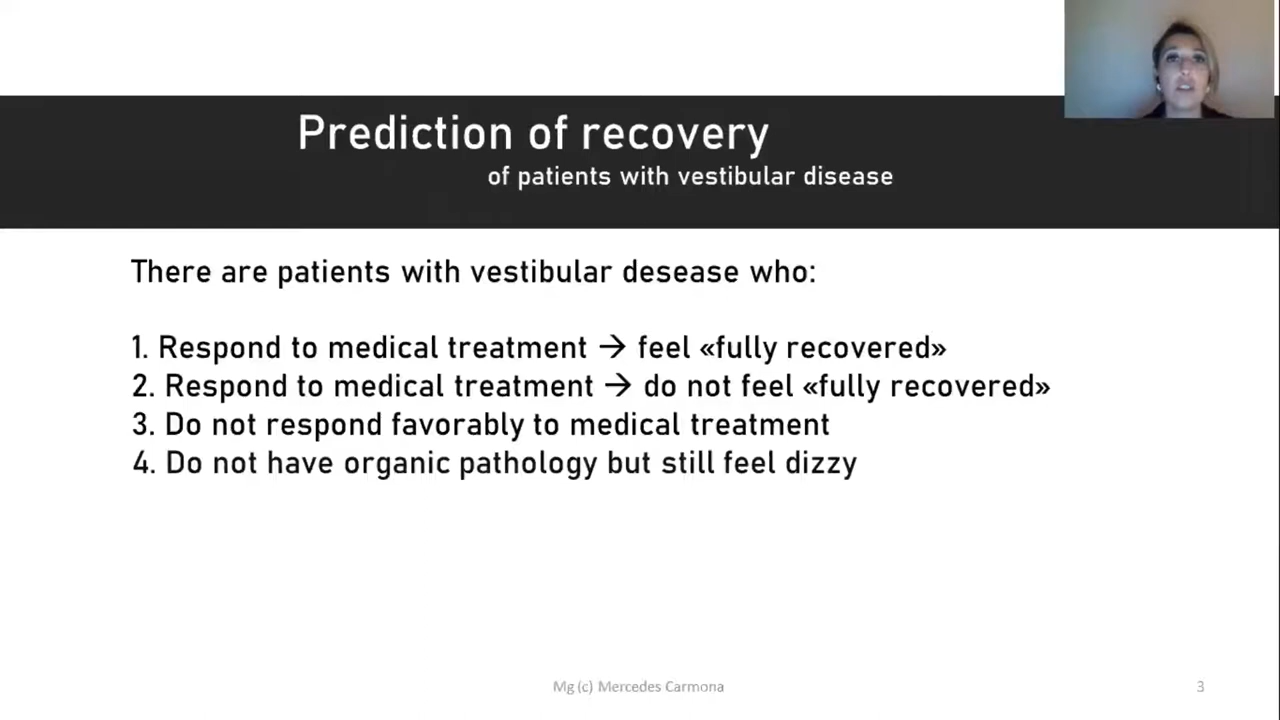 Prediction of recovery
of patients with vestibular disease
There are patients with vestibular desease who:
1. Respond to medical treatment → feel «fully recovered»
2. Respond to medical treatment → do not feel «fully recovered»
3. Do not respond favorably to medical treatment
4. Do not have organic pathology but still feel dizzy
Mg (c) Mercedes Carmona
3